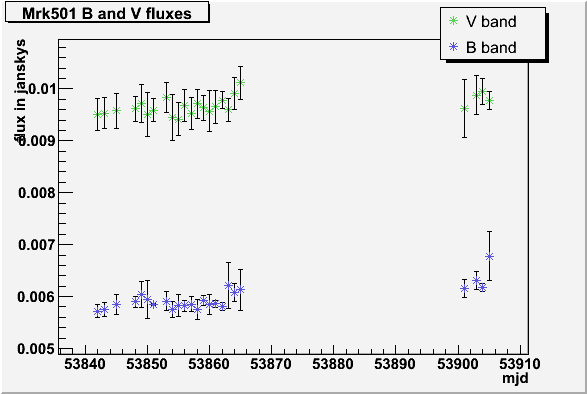 Mrk501 B and V fluxes
V band
B band
flux in janskys
0.01
0.009
0.008
0.007
0.006
0.005
53840 53850 53860 53870 53880 53890 53900 53910
mjd